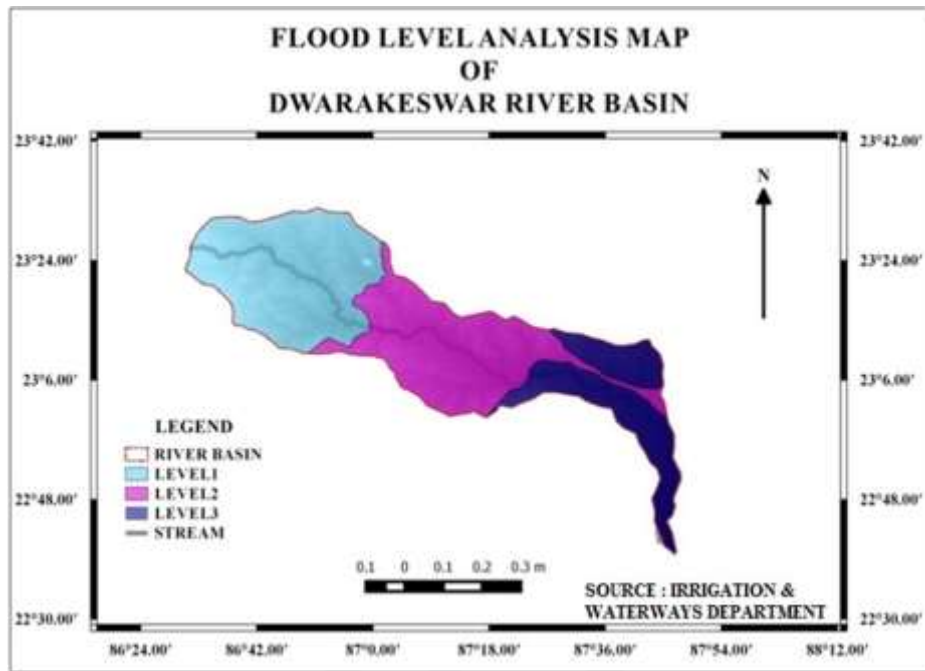 FLOOD LEVEL ANALYSIS MAP
OF
DWARAKESWAR RIVER BASIN
23°42.00' 23°42.00'
N
23°24.00' 23°24.00'
23°6.00' 23°6.00'
LEGEND
RIVER BASIN
LEVEL1
LEVEL2
LEVEL3
STREAM
22°48.00' 22°48.00'
0.1 0 0.1 0.2 0.3 m
SOURCE : IRRIGATION &
WATERWAYS DEPARTMENT
22°30.00' 22°30.00'
86°24.00' 86°42.00' 87°0.00' 87°18.00' 87°36.00' 87°54.00' 88°12.00'